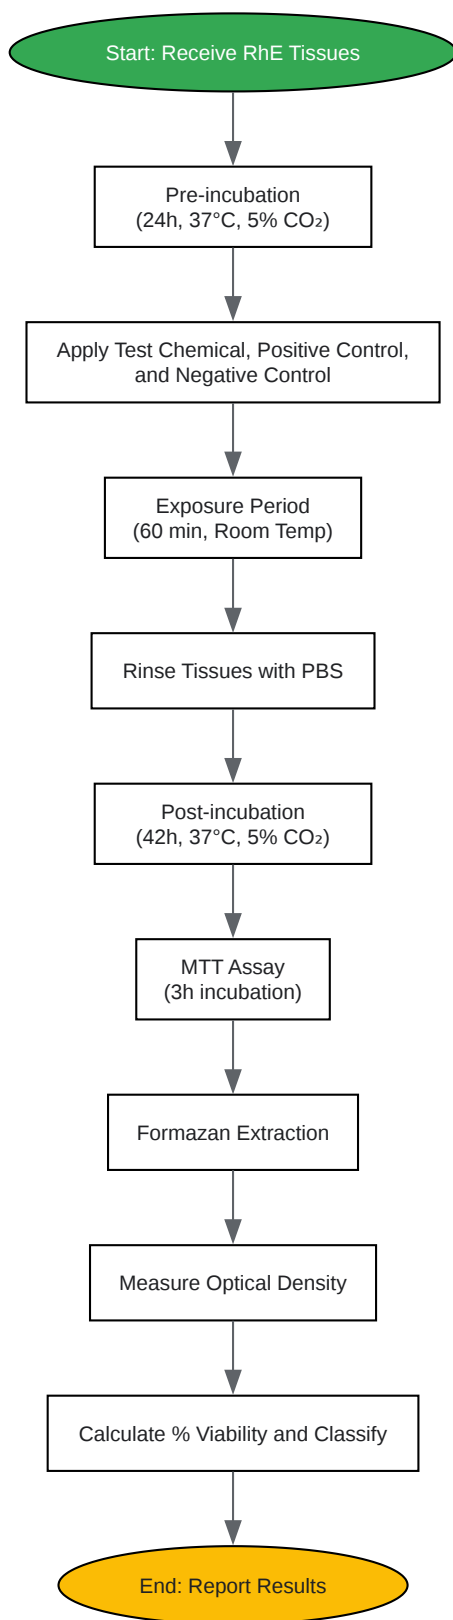 Start: Receive RhE Tissues
Pre-incubation
(24h, 37°C, 5% CO₂)
Apply Test Chemical, Positive Control,
and Negative Control
Exposure Period
(60 min, Room Temp)
Rinse Tissues with PBS
Post-incubation
(42h, 37°C, 5% CO₂)
MTT Assay
(3h incubation)
Formazan Extraction
Measure Optical Density
Calculate % Viability and Classify
End: Report Results